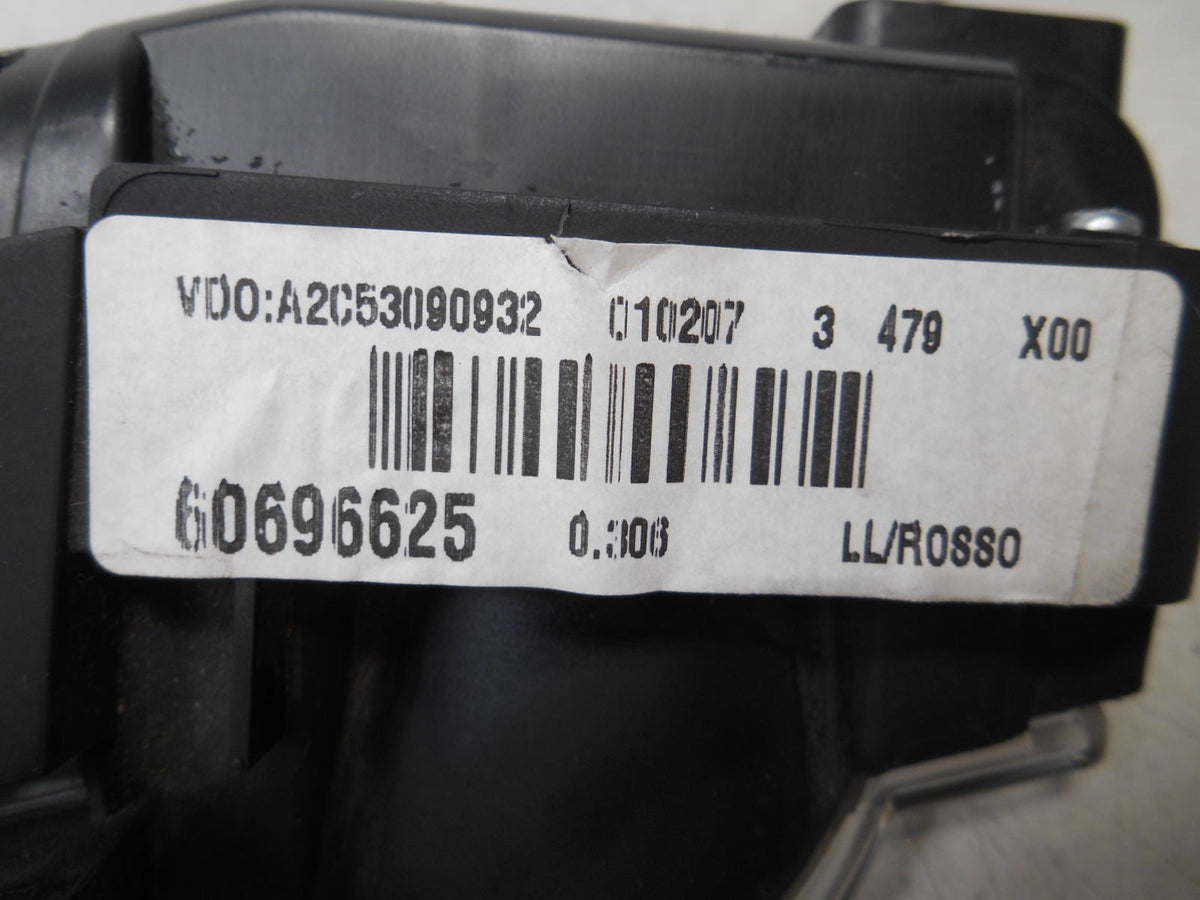 VDO:A2C53090932 010207 3 479 X00
60696625 0.306 LL/ROSSO